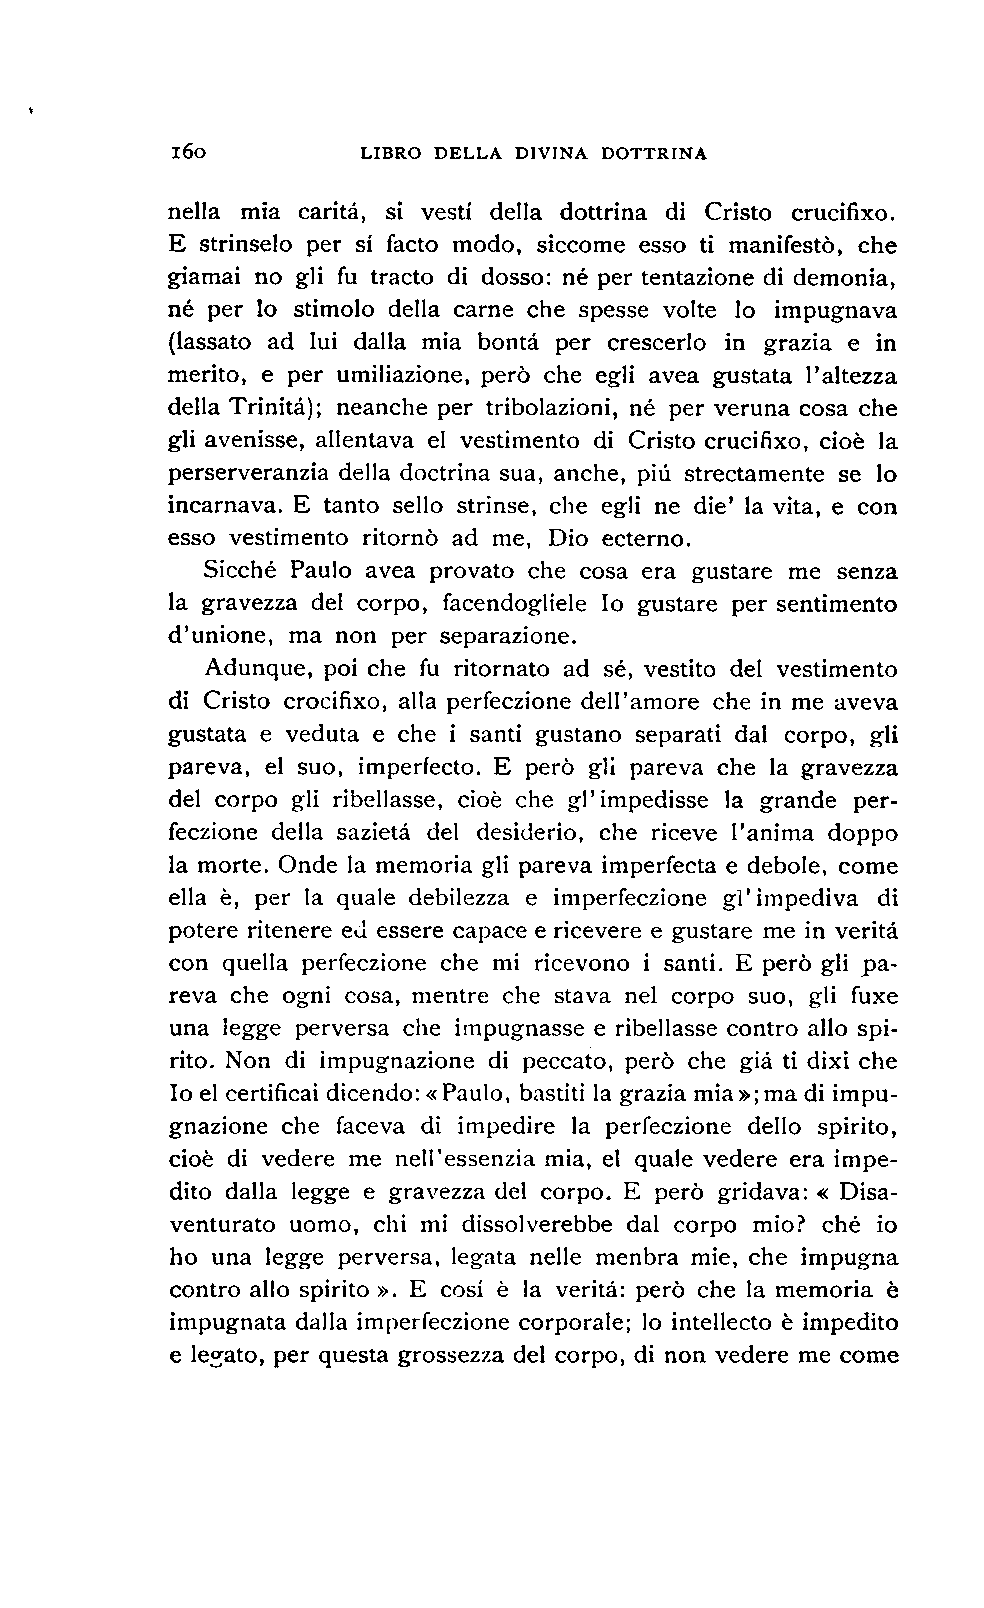 160 LIBRO DELLA DIVINA DOTTRINA
nella mia caritá, si vestí della dottrina di Cristo crucifixo.
E strinselo per sí facto modo, siccome esso ti manifestò, che
giamai no gli fu tracto di dosso: né per tentazione di demonia,
né per lo stimolo della carne che spesse volte lo impugnava
(lassato ad lui dalla mia bontá per crescerlo in grazia e in
merito, e per umiliazione, però che egli avea gustata l'altezza
della Trinitá); neanche per tribolazioni, né per veruna cosa che
gli avenisse, allentava el vestimento di Cristo crucifixo, cioè la
perserveranzia della doctrina sua, anche, piú strectamente se lo
incarnava. E tanto sello strinse, che egli ne die' la vita, e con
esso vestimento ritornò ad me, Dio ecterno.
Sicché Paulo avea provato che cosa era gustare me senza
la gravezza del corpo, facendogliele Io gustare per sentimento
d'unione, ma non per separazione.
Adunque, poi che fu ritornato ad sé, vestito del vestimento
di Cristo crocifixo, alla perfeczione dell'amore che in me aveva
gustata e veduta e che i santi gustano separati dal corpo, gli
pareva, el suo, imperfecto. E però gli pareva che la gravezza
del corpo gli ribellasse, cioè che gl'impedisse la grande per-
feczione della sazietá del desiderio, che riceve l'anima doppo
la morte. Onde la memoria gli pareva imperfecta e debole, come
ella è, per la quale debilezza e imperfeczione gl'impediva di
potere ritenere ed essere capace e ricevere e gustare me in veritá
con quella perfeczione che mi ricevono i santi. E però gli pa-
reva che ogni cosa, mentre che stava nel corpo suo, gli fuxe
una legge perversa che impugnasse e ribellasse contro allo spi-
rito. Non di impugnazione di peccato, però che giá ti dixi che
Io el certificai dicendo: «Paulo, bastiti la grazia mia»; ma di impu-
gnazione che faceva di impedire la perfeczione dello spirito,
cioè di vedere me nell'essenzia mia, el quale vedere era impe-
dito dalla legge e gravezza del corpo. E però gridava: « Disa-
venturato uomo, chi mi dissolverebbe dal corpo mio? ché io
ho una legge perversa, legata nelle menbra mie, che impugna
contro allo spirito ». E cosí è la veritá: però che la memoria è
impugnata dalla imperfeczione corporale; lo intellecto è impedito
e legato, per questa grossezza del corpo, di non vedere me come